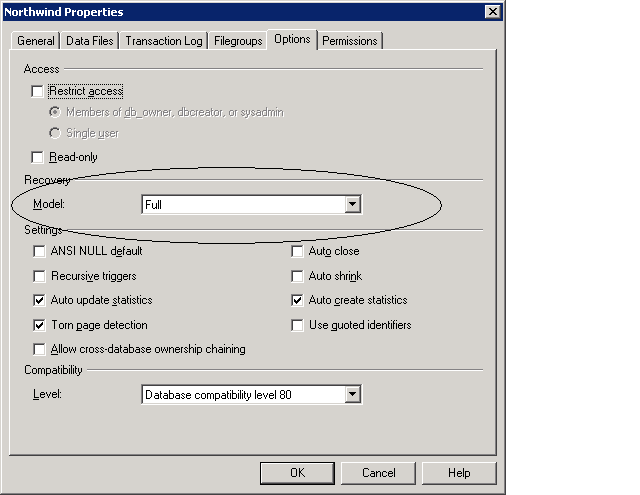 Northwind Properties
General Data Files Transaction Log Filegroups Options Permissions
Access
Restrict access
Members of db_owner, dbcreator, or sysadmin
Single user
Read-only
Recovery
Model: Full
Settings
ANSI NULL default Auto close
Recursive triggers Auto shrink
Auto update statistics Auto create statistics
Torn page detection Use quoted identifiers
Allow cross-database ownership chaining
Compatibility
Level: Database compatibility level 80
OK Cancel Help